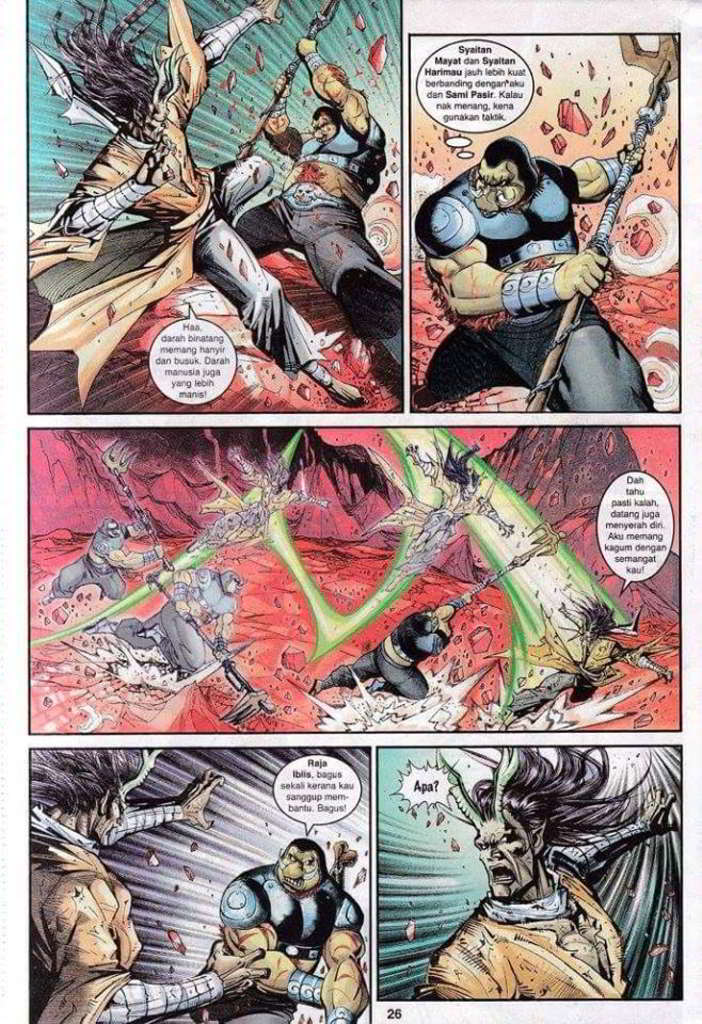 Haa,
darah binatang
memang hanyir
dan busuk. Darah
manusia juga
yang lebih
manis!
Syaitan
Mayat dan Syaitan
Harimau jauh lebih kuat
berbanding dengan aku
dan Sami Pasir. Kalau
nak menang, kena
gunakan taktik.
Dah
tahu
pasti kalah,
datang juga
menyerah diri.
Aku memang
kagum dengan
semangat
kau!
Raja
Iblis, bagus
sekali kerana kau
sanggup mem-
bantu. Bagus!
Apa?
26